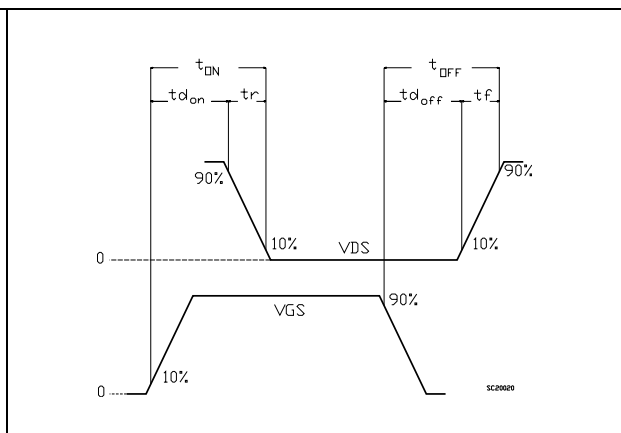 tON tOFF
tdon tr tdoff tf
90% 90%
10% 10%
0 VDS
90%
VGS
10%
0 SC20020